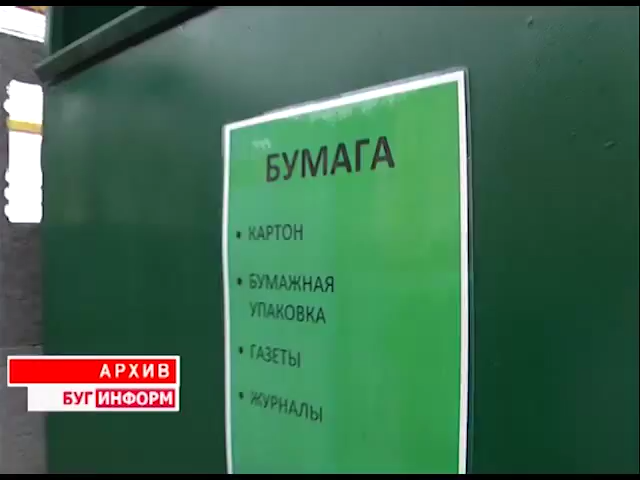 БУМАГА
• КАРТОН
• БУМАЖНАЯ
УПАКОВКА
• ГАЗЕТЫ
• ЖУРНАЛЫ
АРХИВ
БУГИНФОРМ